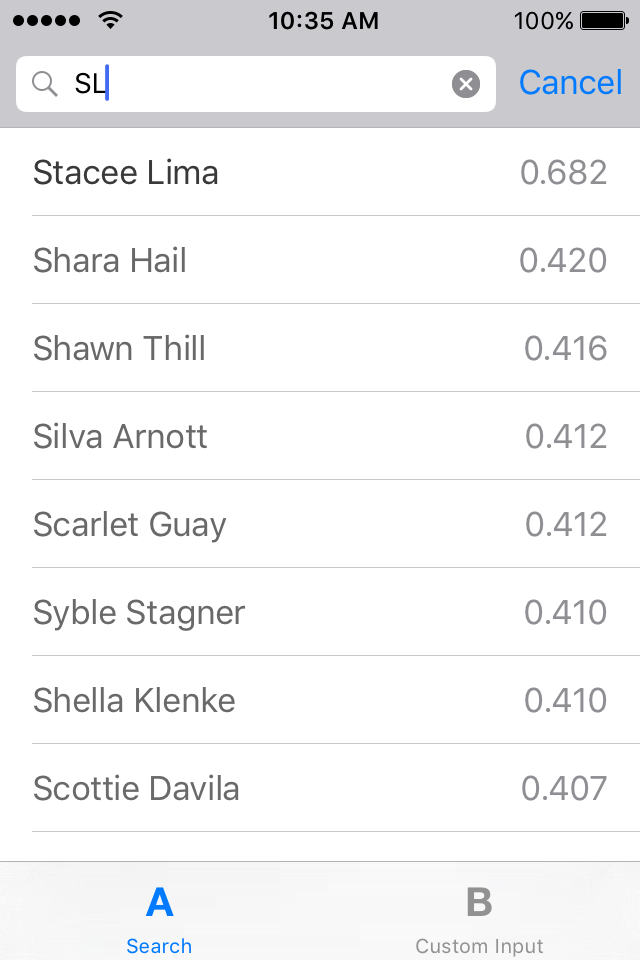 10:35 AM 100%
SL Cancel
Stacee Lima 0.682
Shara Hail 0.420
Shawn Thill 0.416
Silva Arnott 0.412
Scarlet Guay 0.412
Syble Stagner 0.410
Shella Klenke 0.410
Scottie Davila 0.407
A B
Search Custom Input